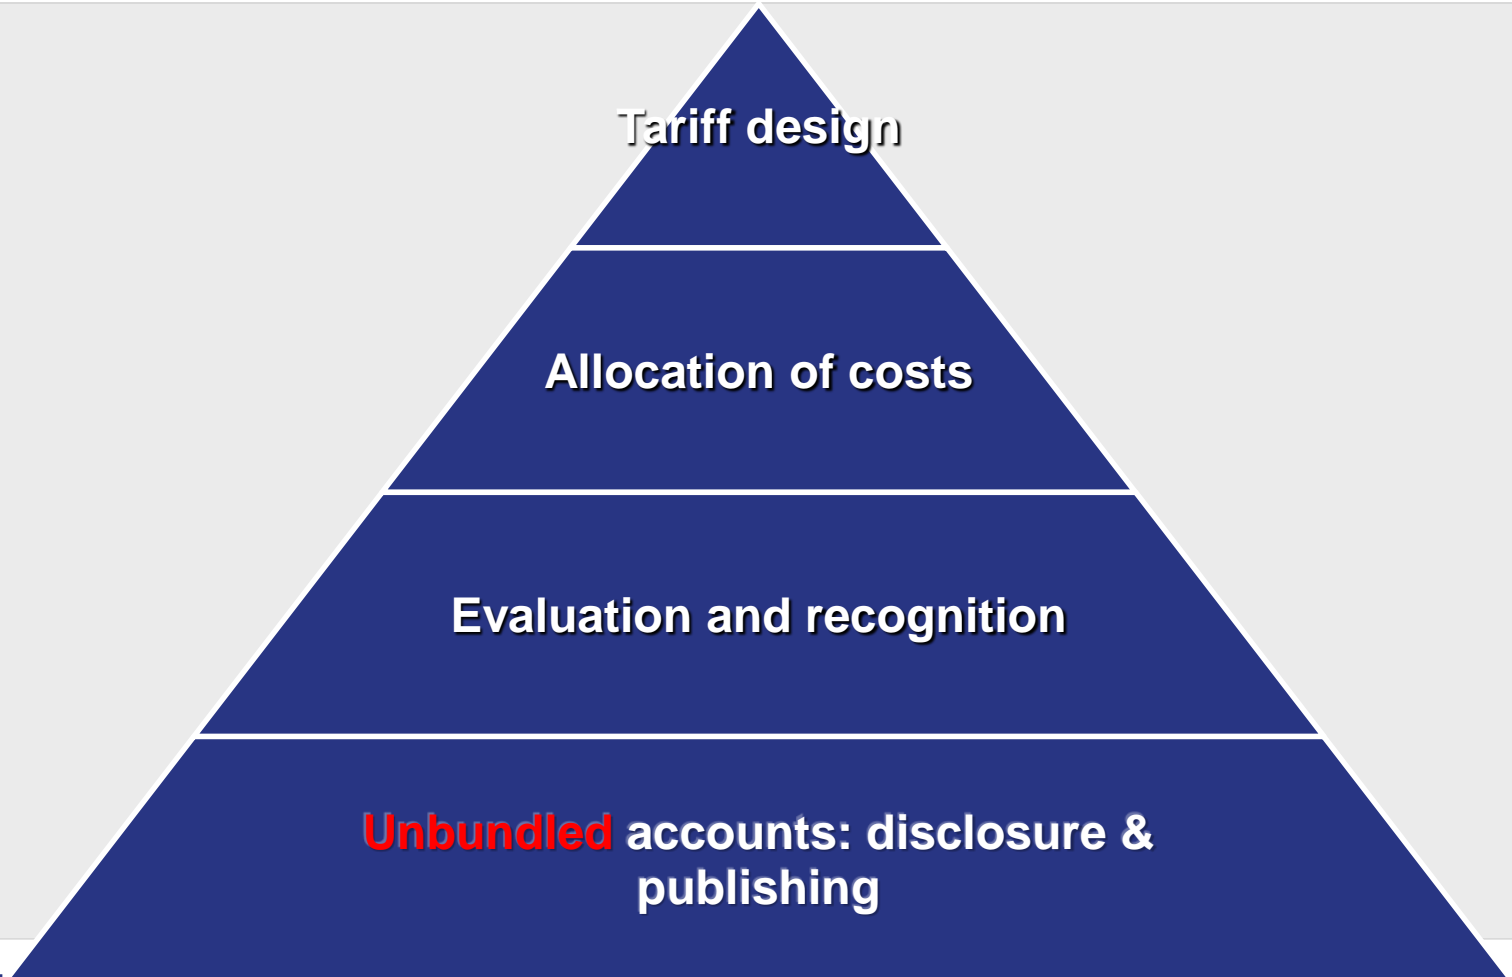 Tariff design
Allocation of costs
Evaluation and recognition
Unbundled accounts: disclosure &
publishing